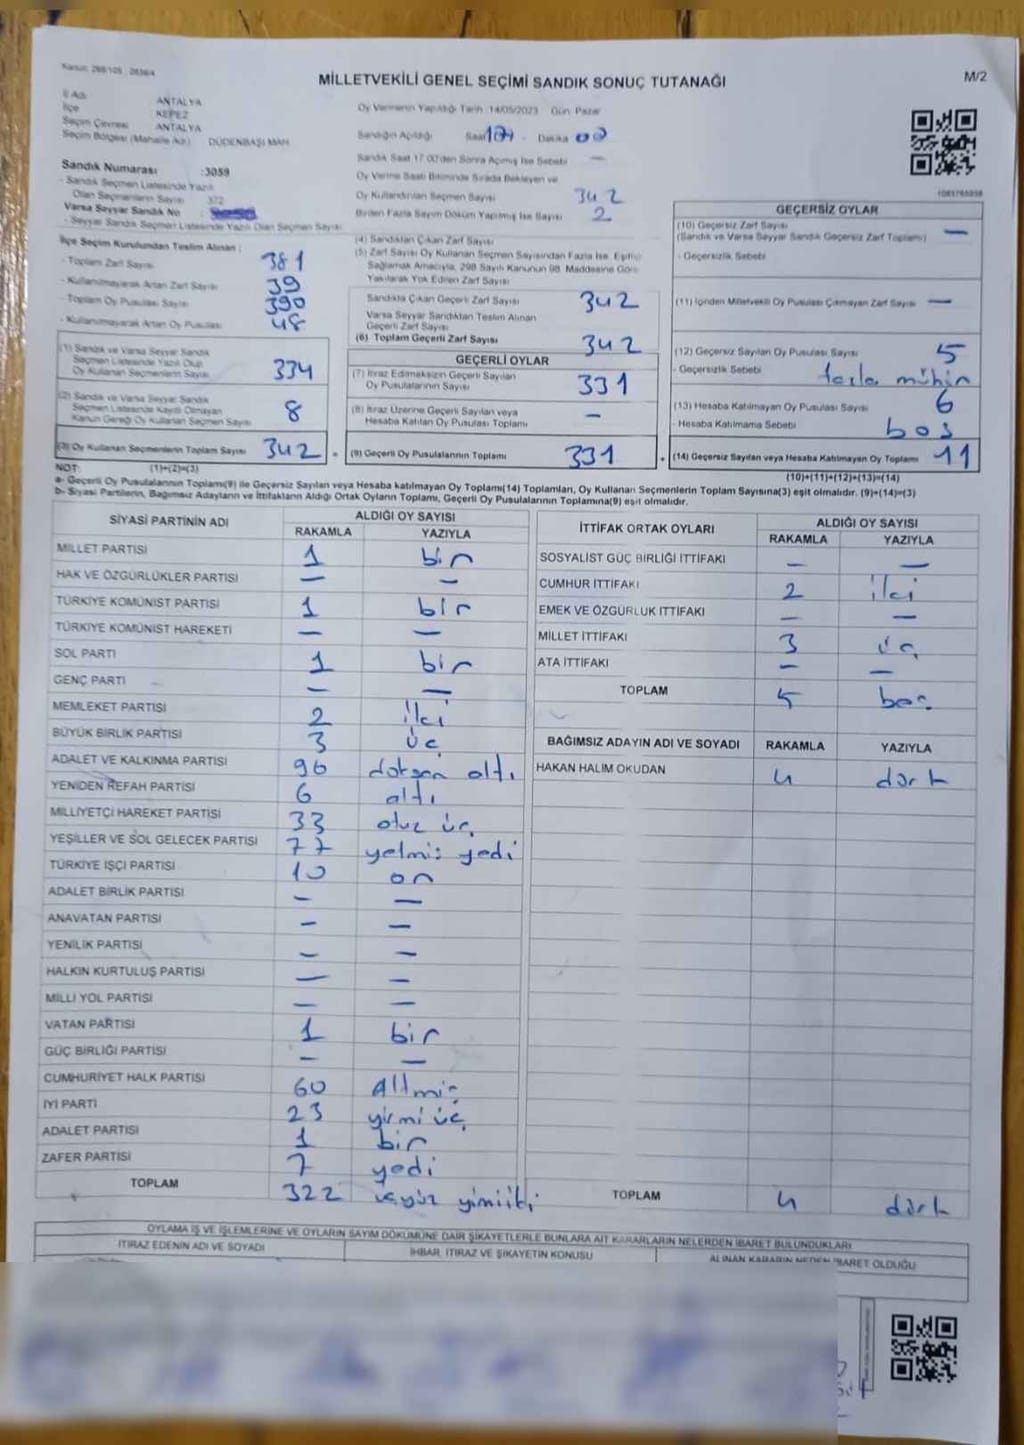 Kanun: 298/105 , 2839/4
MİLLETVEKİLİ GENEL SEÇİMİ SANDIK SONUÇ TUTANAĞI
M/2
İl Adı ANTALYA
İlçe KEPEZ
Seçim Çevresi ANTALYA
Seçim Bölgesi (Mahalle Adı) DÜDENBAŞI MAH.
Oy Vermenin Yapıldığı Tarih :14/05/2023 Gün: Pazar
Sandığın Açıldığı Saat 17 - Dakika 00
Sandık Saat 17.00'den Sonra Açılmış İse Sebebi —
Oy Verme Saati Bitiminde Sırada Bekleyen ve
Oy Kullandırılan Seçmen Sayısı 342
Birden Fazla Sayım Döküm Yapılmış İse Sayısı 2
Sandık Numarası :3059
- Sandık Seçmen Listesinde Yazılı
Olan Seçmenlerin Sayısı 372
Varsa Seyyar Sandık No :
- Seyyar Sandık Seçmen Listesinde Yazılı Olan Seçmen Sayısı
İlçe Seçim Kurulundan Teslim Alınan ;
- Toplam Zarf Sayısı 381
- Kullanılmayarak Artan Zarf Sayısı 39
- Toplam Oy Pusulası Sayısı 390
- Kullanılmayarak Artan Oy Pusulası 48
(1) Sandık ve Varsa Seyyar Sandık
Seçmen Listesinde Yazılı Olup
Oy Kullanan Seçmenlerin Sayısı 334
(2) Sandık ve Varsa Seyyar Sandık
Seçmen Listesinde Kayıtlı Olmayan
Kanun Gereği Oy Kullanan Seçmen Sayısı 8
(3) Oy Kullanan Seçmenlerin Toplam Sayısı 342 =
(4) Sandıktan Çıkan Zarf Sayısı
(5) Zarf Sayısı Oy Kullanan Seçmen Sayısından Fazla İse, Eşitliği
Sağlamak Amacıyla, 298 Sayılı Kanunun 98. Maddesine Göre
Yakılarak Yok Edilen Zarf Sayısı
Sandıkta Çıkan Geçerli Zarf Sayısı 342
Varsa Seyyar Sandıktan Teslim Alınan
Geçerli Zarf Sayısı
(6) Toplam Geçerli Zarf Sayısı 342
GEÇERLİ OYLAR
(7) İtiraz Edilmeksizin Geçerli Sayılan
Oy Pusulalarının Sayısı 331
(8) İtiraz Üzerine Geçerli Sayılan veya
Hesaba Katılan Oy Pusulası Toplamı —
(9) Geçerli Oy Pusulalarının Toplamı 331 +
GEÇERSİZ OYLAR
(10) Geçersiz Zarf Sayısı —
(Sandık ve Varsa Seyyar Sandık Geçersiz Zarf Toplamı)
- Geçersizlik Sebebi
(11) İçinden Milletvekili Oy Pusulası Çıkmayan Zarf Sayısı —
(12) Geçersiz Sayılan Oy Pusulası Sayısı 5
- Geçersizlik Sebebi fazla mühür
(13) Hesaba Katılmayan Oy Pusulası Sayısı 6
- Hesaba Katılmama Sebebi boş
(14) Geçersiz Sayılan veya Hesaba Katılmayan Oy Toplamı 11
NOT: (1)+(2)=(3) (10)+(11)+(12)+(13)=(14)
a- Geçerli Oy Pusulaları Toplamı(9) ile Geçersiz Sayılan veya Hesaba katılmayan Oy Toplamı(14) Toplamları, Oy Kullanan Seçmenlerin Toplam Sayısına(3) eşit olmalıdır. (9)+(14)=(3)
b- Siyasi Partilerin, Bağımsız Adayların ve İttifakların Aldığı Ortak Oyların Toplamı, Geçerli Oy Pusulalarının Toplamına(9) eşit olmalıdır.
SİYASİ PARTİNİN ADI ALDIĞI OY SAYISI
RAKAMLA YAZIYLA
MİLLET PARTİSİ 1 bir
HAK VE ÖZGÜRLÜKLER PARTİSİ — —
TÜRKİYE KOMÜNİST PARTİSİ 1 bir
TÜRKİYE KOMÜNİST HAREKETİ — —
SOL PARTİ 1 bir
GENÇ PARTİ — —
MEMLEKET PARTİSİ 2 iki
BÜYÜK BİRLİK PARTİSİ 3 üç
ADALET VE KALKINMA PARTİSİ 96 doksan altı
YENİDEN REFAH PARTİSİ 6 altı
MİLLİYETÇİ HAREKET PARTİSİ 33 otuz üç
YEŞİLLER VE SOL GELECEK PARTİSİ 77 yetmiş yedi
TÜRKİYE İŞÇİ PARTİSİ 10 on
ADALET BİRLİK PARTİSİ — —
ANAVATAN PARTİSİ — —
YENİLİK PARTİSİ — —
HALKIN KURTULUŞ PARTİSİ — —
MİLLİ YOL PARTİSİ — —
VATAN PARTİSİ 1 bir
GÜÇ BİRLİĞİ PARTİSİ — —
CUMHURİYET HALK PARTİSİ 60 Altmış
İYİ PARTİ 23 yirmi üç
ADALET PARTİSİ 1 bir
ZAFER PARTİSİ 7 yedi
TOPLAM 322 üçyüz yirmiiki
İTTİFAK ORTAK OYLARI ALDIĞI OY SAYISI
RAKAMLA YAZIYLA
SOSYALİST GÜÇ BİRLİĞİ İTTİFAKI — —
CUMHUR İTTİFAKI 2 iki
EMEK VE ÖZGÜRLÜK İTTİFAKI — —
MİLLET İTTİFAKI 3 üç
ATA İTTİFAKI — —
TOPLAM 5 beş
BAĞIMSIZ ADAYIN ADI VE SOYADI RAKAMLA YAZIYLA
HAKAN HALİM OKUDAN 4 dört
TOPLAM 4 dört
OYLAMA İŞ VE İŞLEMLERİNE VE OYLARIN SAYIM DÖKÜMÜNE DAİR ŞİKAYETLERLE BUNLARA AİT KARARLARIN NELERDEN İBARET BULUNDUKLARI
İTİRAZ EDENİN ADI VE SOYADI İHBAR, İTİRAZ VE ŞİKAYETİN KONUSU ALINAN KARARIN NEDEN İBARET OLDUĞU